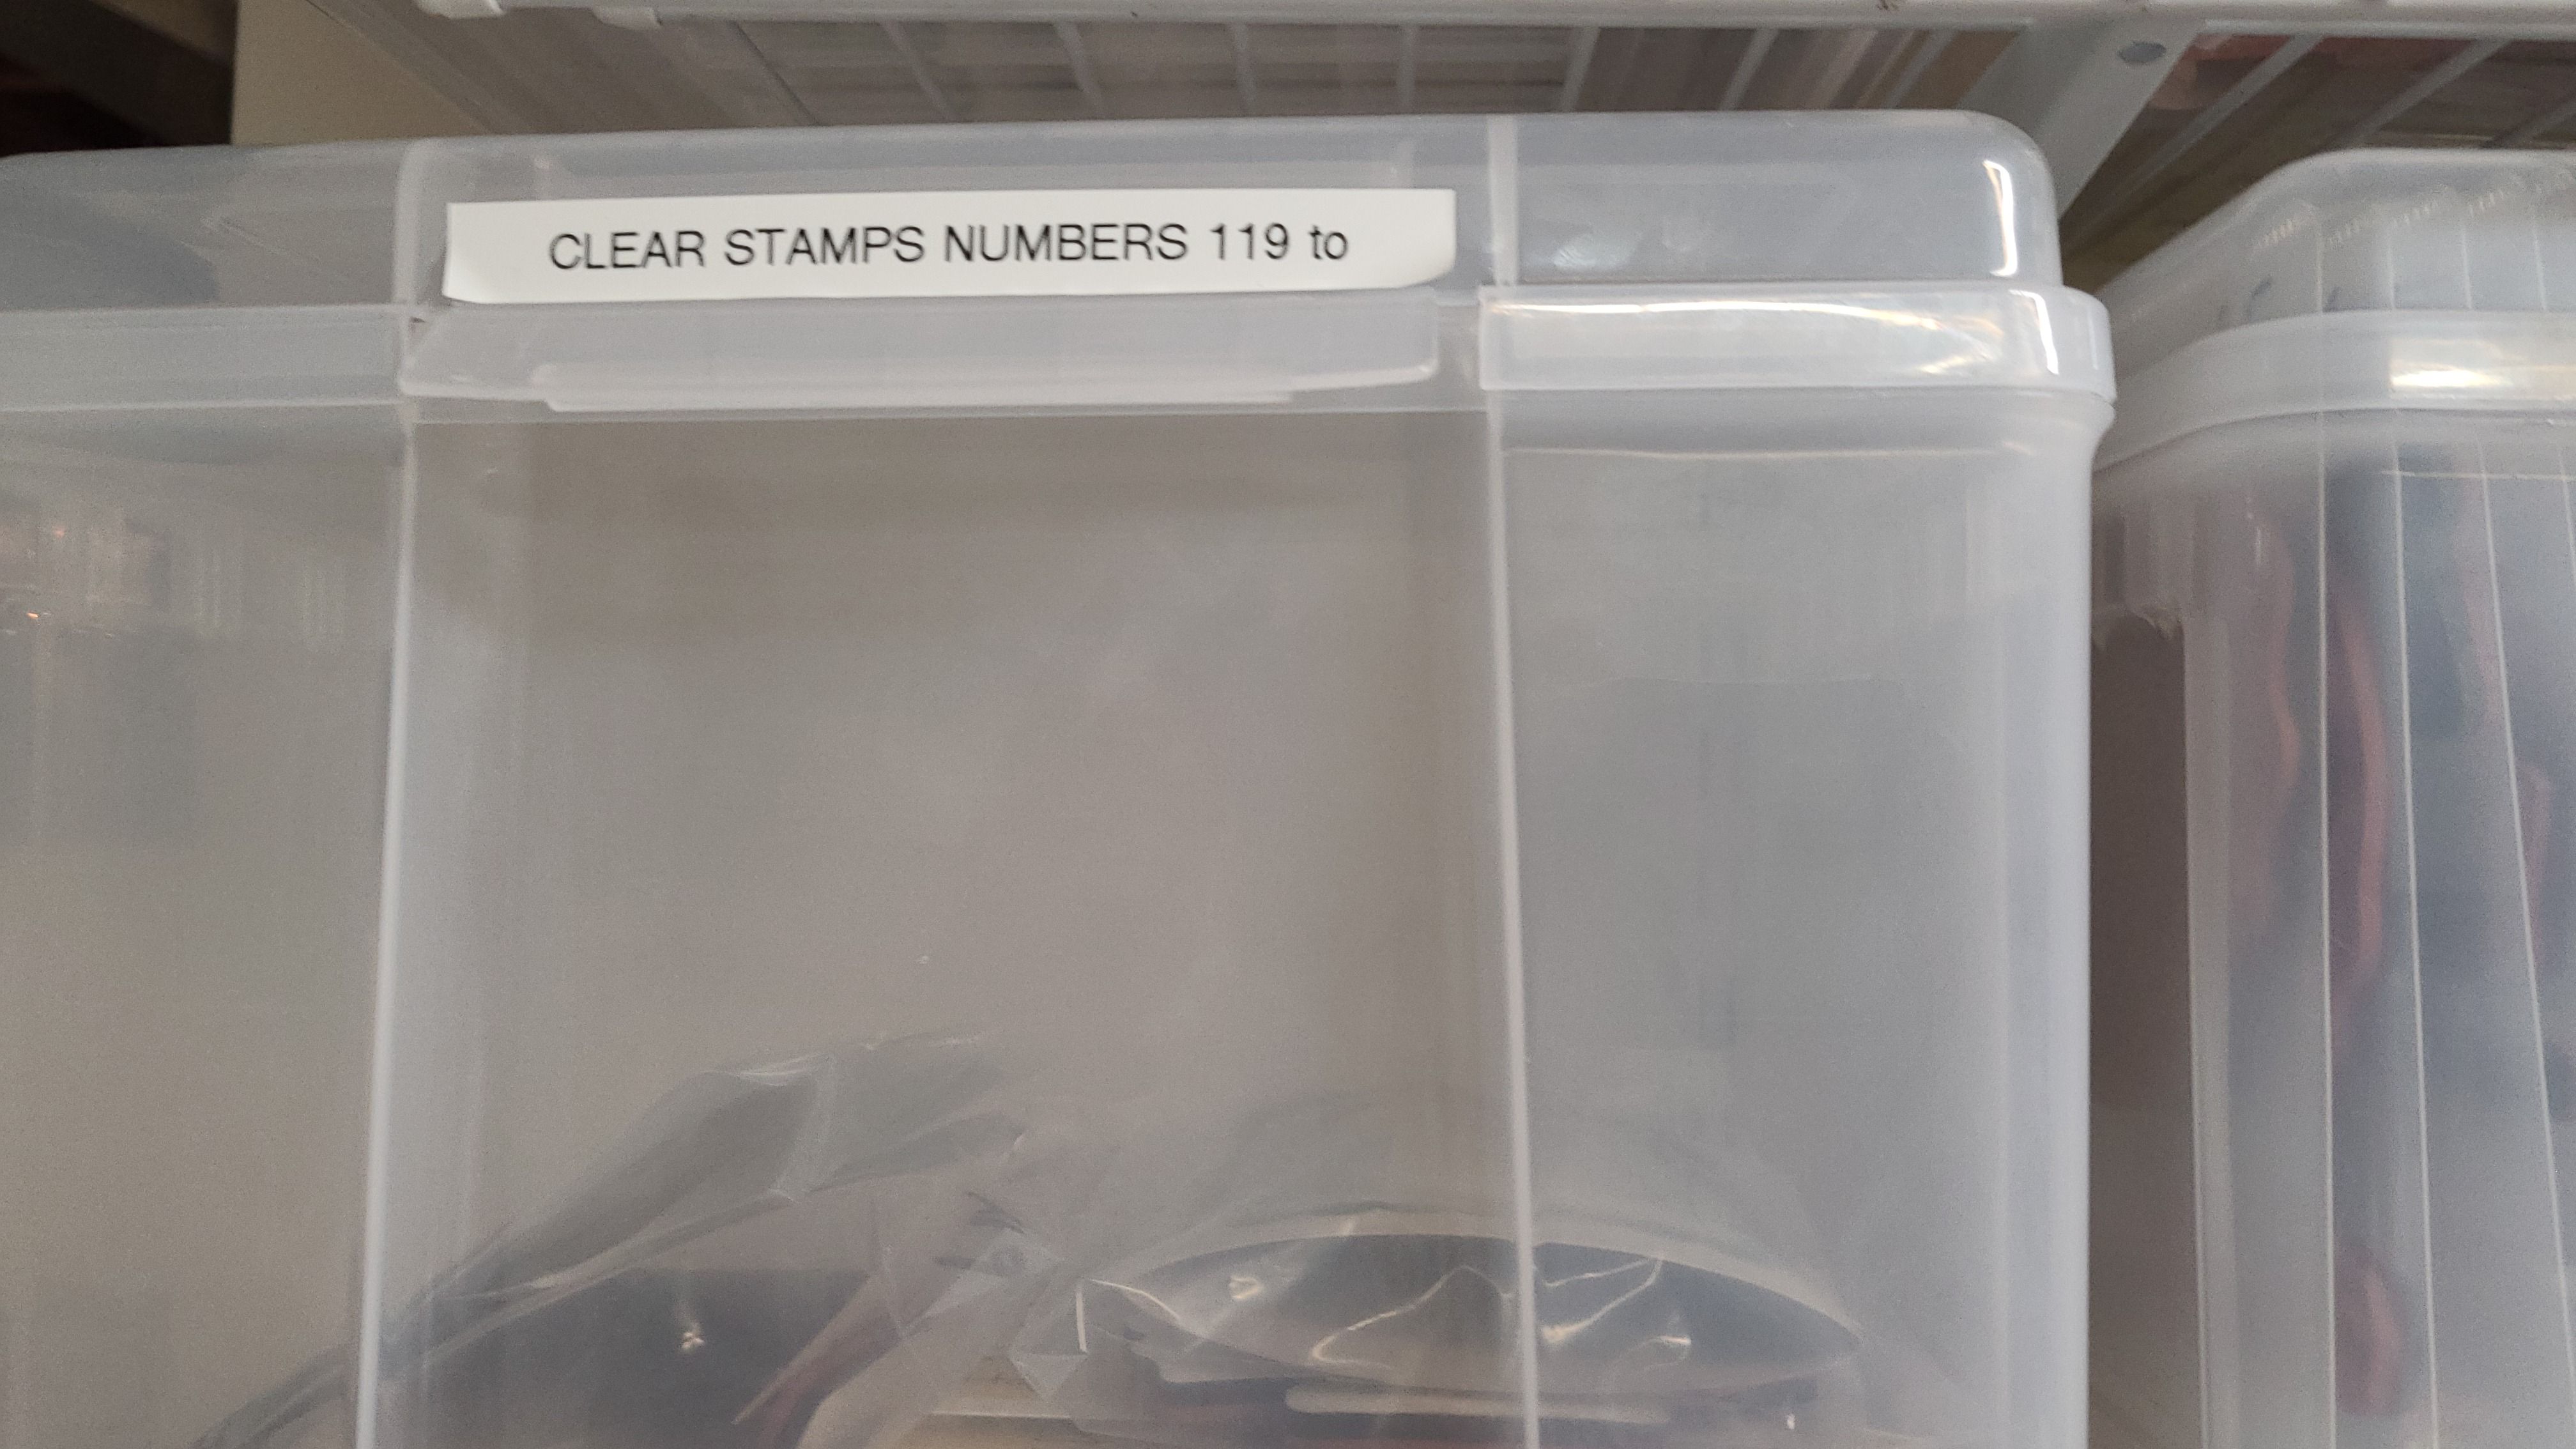 CLEAR STAMPS NUMBERS 119 to